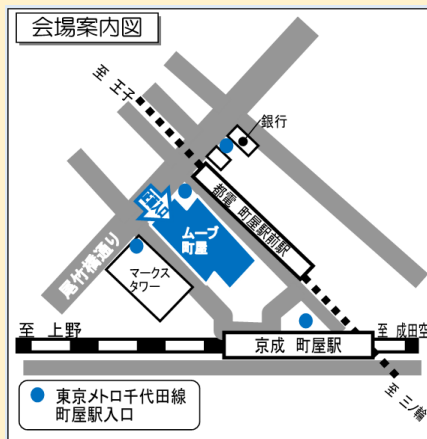 会場案内図
至 王子
銀行
都電 町屋駅前駅
正面入口
ムーブ
町屋
尾竹橋通り
マークス
タワー
至 上野
京成 町屋駅
至 成田空
至 三ノ輪
東京メトロ千代田線
町屋駅入口